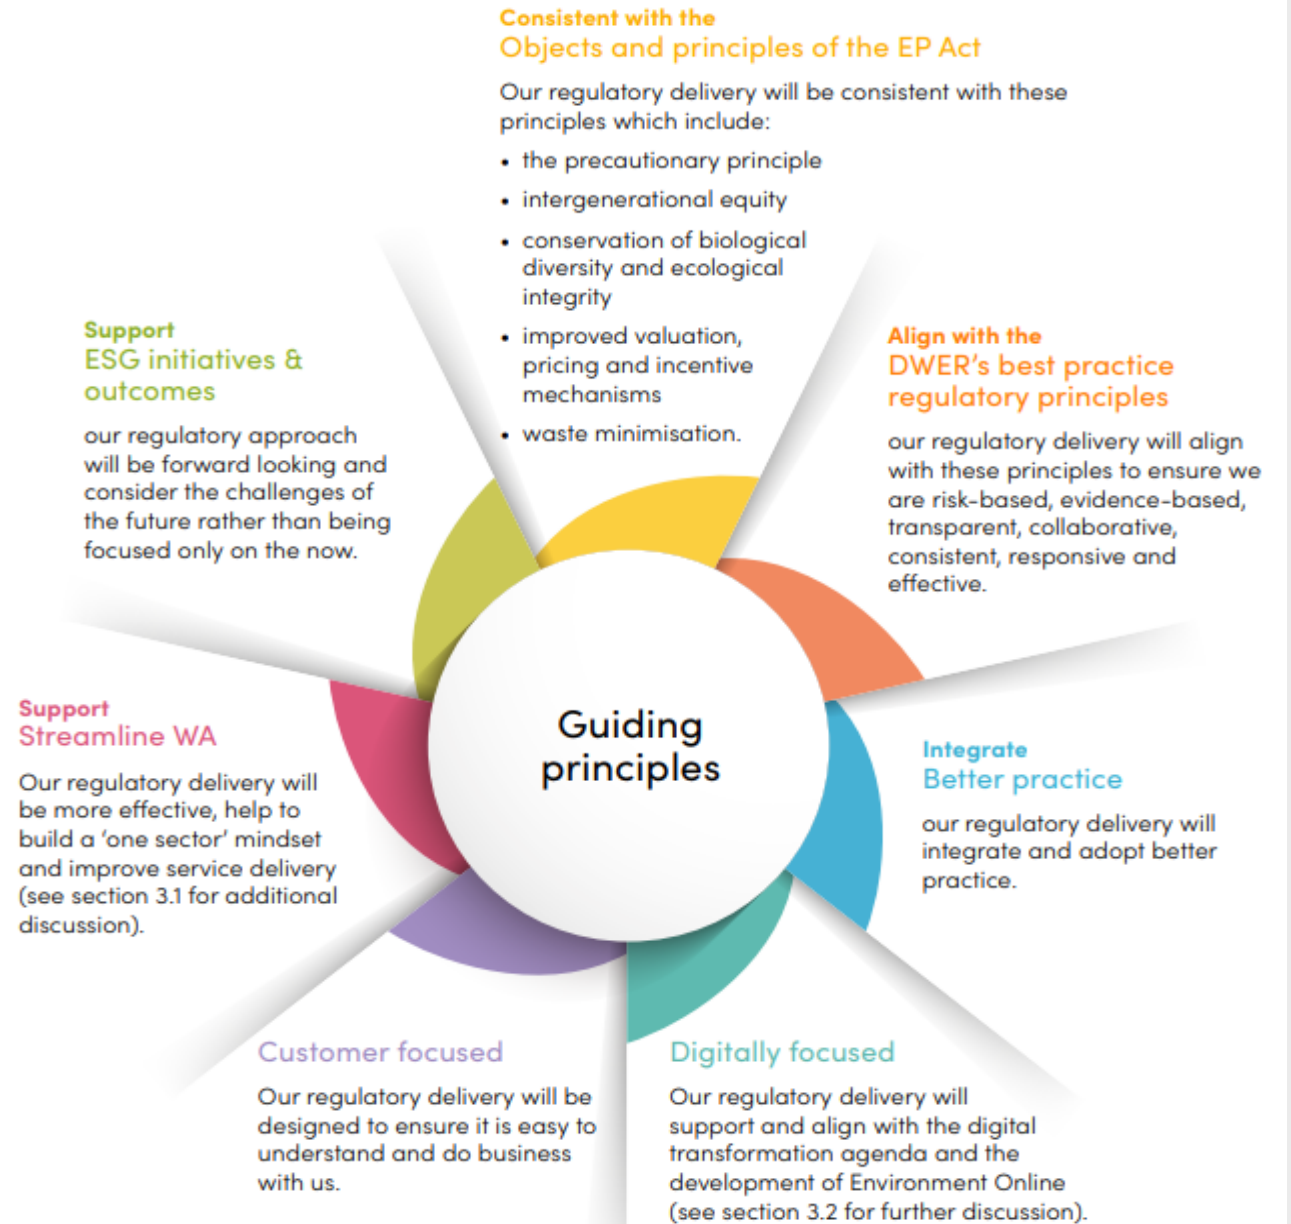 Consistent with the
Objects and principles of the EP Act
Our regulatory delivery will be consistent with these
principles which include:
• the precautionary principle
• intergenerational equity
• conservation of biological
diversity and ecological
integrity
• improved valuation,
pricing and incentive
mechanisms
• waste minimisation.
Align with the
DWER's best practice
regulatory principles
our regulatory delivery will align
with these principles to ensure we
are risk-based, evidence-based,
transparent, collaborative,
consistent, responsive and
effective.
Integrate
Better practice
our regulatory delivery will
integrate and adopt better
practice.
Digitally focused
Our regulatory delivery will
support and align with the digital
transformation agenda and the
development of Environment Online
(see section 3.2 for further discussion).
Customer focused
Our regulatory delivery will be
designed to ensure it is easy to
understand and do business
with us.
Support
Streamline WA
Our regulatory delivery will
be more effective, help to
build a 'one sector' mindset
and improve service delivery
(see section 3.1 for additional
discussion).
Support
ESG initiatives &
outcomes
our regulatory approach
will be forward looking and
consider the challenges of
the future rather than being
focused only on the now.
Guiding
principles